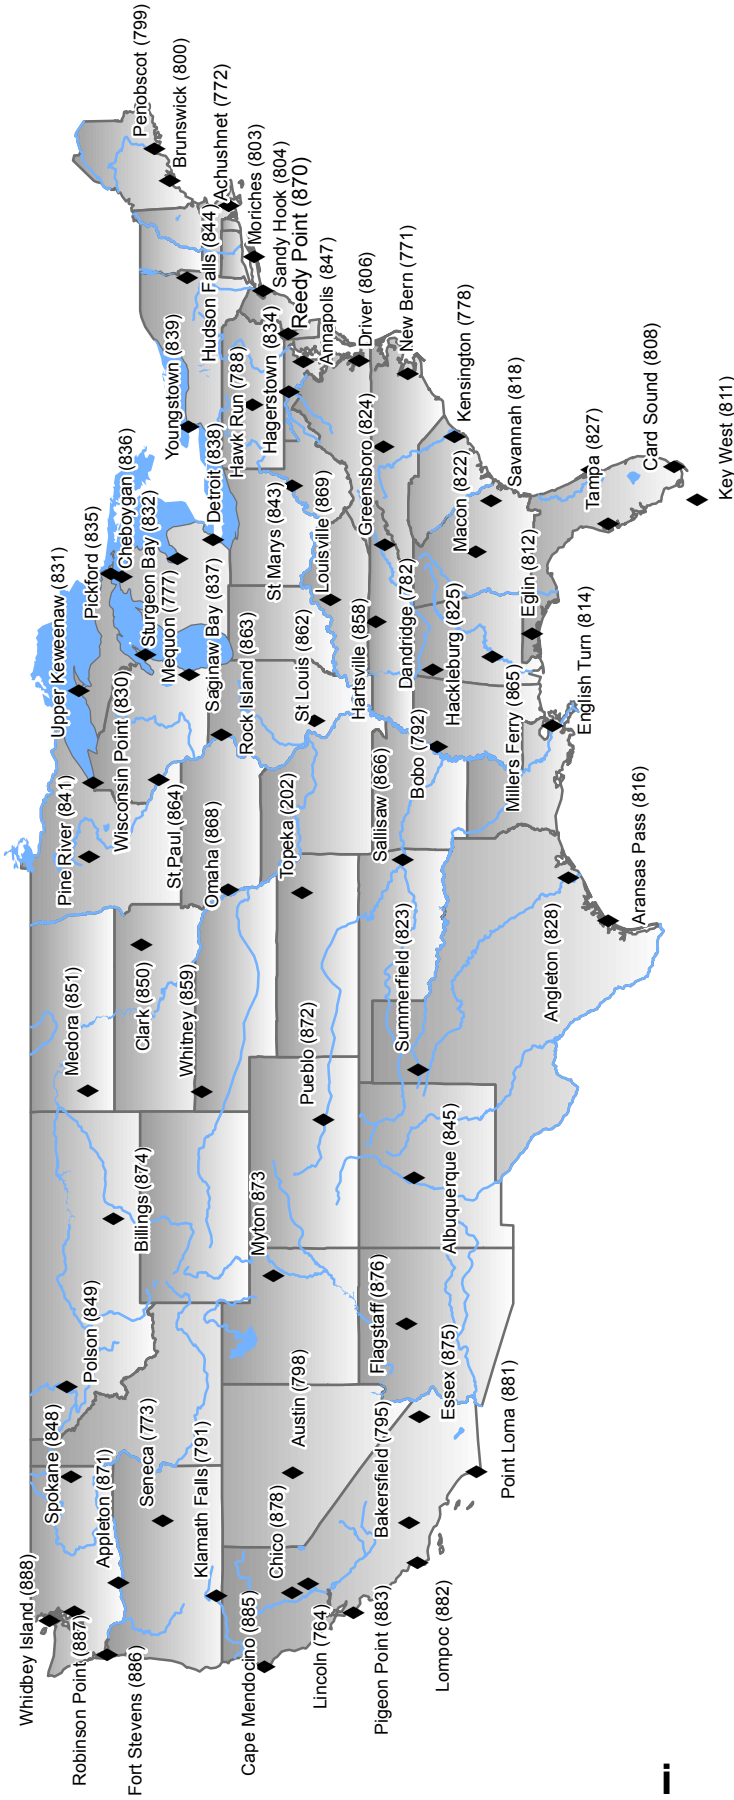 Whidbey Island (888)
Robinson Point (887)
Fort Stevens (886)
Spokane (848)
Appleton (871)
Seneca (773)
Klamath Falls (791)
Cape Mendocino (885)
Chico (878)
Lincoln (764)
Pigeon Point (883)
Lompoc (882)
Austin (798)
Bakersfield (795)
Point Loma (881)
Essex (875)
Flagstaff (876)
Polson (849)
Billings (874)
Myton 873
Albuquerque (845)
Medora (851)
Clark (850)
Whitney (859)
Pueblo (872)
Summerfield (823)
Angleton (828)
Aransas Pass (816)
Pine River (841)
Wisconsin Point (830)
St.Paul (864)
Omaha (868)
Topeka (202)
Sallisaw (866)
Bobo (792)
Millers Ferry (865)
English Turn (814)
Upper Keweenaw (831)
Pickford (835)
Cheboygan (836)
Sturgeon Bay (832)
Mequon (777)
Saginaw Bay (837)
Rock Island (863)
St Louis (862)
Hartsville (858)
Dandridge (782)
Hackleburg (825)
Eglin (812)
Detroit (838)
St Marys (843)
Louisville (869)
Greensboro (824)
Macon (822)
Savannah (818)
Kensington (778)
Tampa (827)
Card Sound (808)
Key West (811)
Youngstown (839)
Hudson Falls (844)
Hawk Run (788)
Hagerstown (834)
Penobscot (799)
Brunswick (800)
Achushnet (772)
Moriches (803)
Sandy Hook (804)
Reedy Point (870)
Annapolis (847)
Driver (806)
New Bern (771)
i